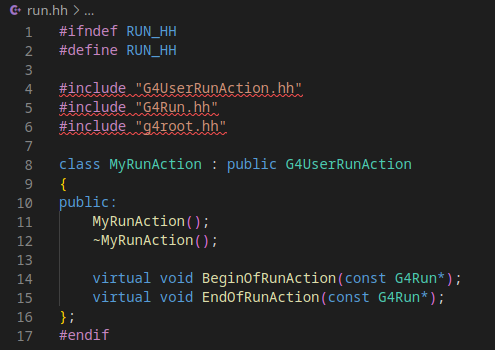 run.hh > ...
1 #ifndef RUN_HH
2 #define RUN_HH
3
4 #include "G4UserRunAction.hh"
5 #include "G4Run.hh"
6 #include "g4root.hh"
7
8 class MyRunAction : public G4UserRunAction
9 {
10 public:
11     MyRunAction();
12     ~MyRunAction();
13
14     virtual void BeginOfRunAction(const G4Run*);
15     virtual void EndOfRunAction(const G4Run*);
16 };
17 #endif